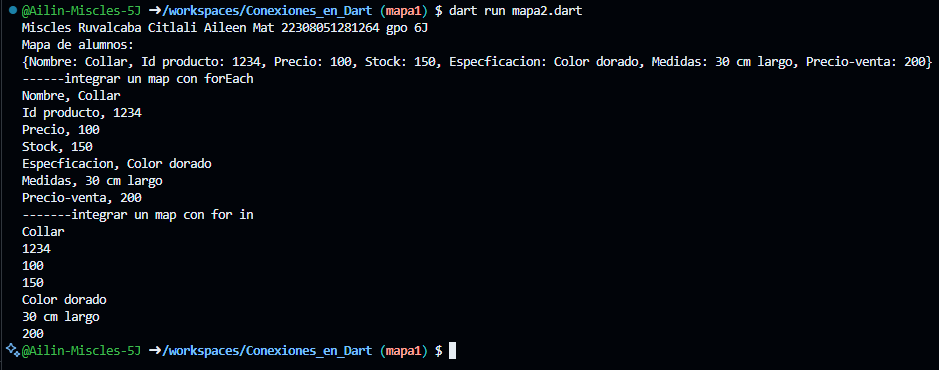 @Ailin-Miscles-5J ➜/workspaces/Conexiones_en_Dart (mapa1) $ dart run mapa2.dart
Miscles Ruvalcaba Citlali Aileen Mat 22308051281264 gpo 6J
Mapa de alumnos:
{Nombre: Collar, Id producto: 1234, Precio: 100, Stock: 150, Especficacion: Color dorado, Medidas: 30 cm largo, Precio-venta: 200}
------integrar un map con forEach
Nombre, Collar
Id producto, 1234
Precio, 100
Stock, 150
Especficacion, Color dorado
Medidas, 30 cm largo
Precio-venta, 200
-------integrar un map con for in
Collar
1234
100
150
Color dorado
30 cm largo
200
@Ailin-Miscles-5J ➜/workspaces/Conexiones_en_Dart (mapa1) $